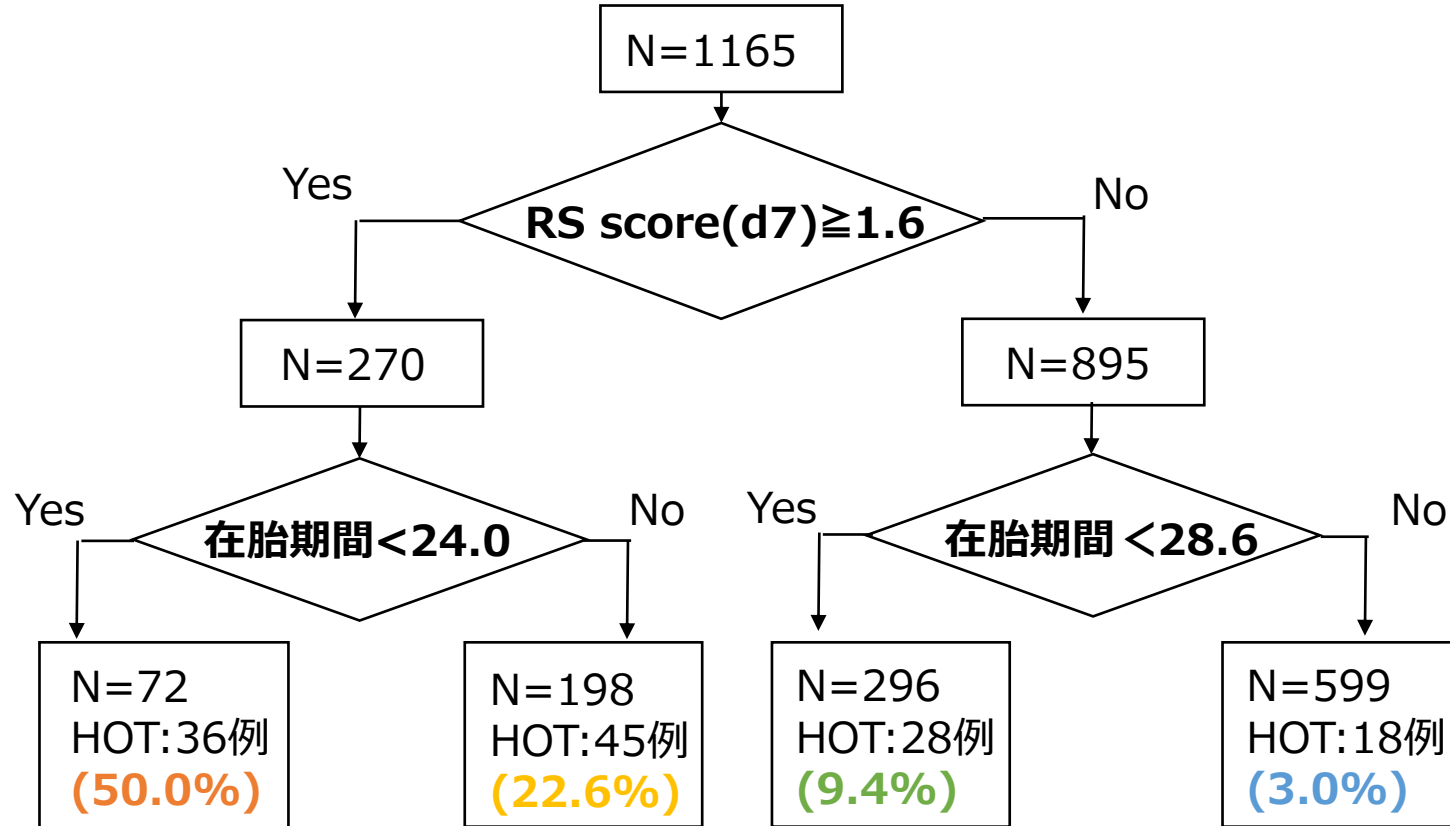 N=1165
Yes
No
RS score(d7)≧1.6
N=270
N=895
Yes
No
Yes
No
在胎期間<24.0
在胎期間 <28.6
N=72
HOT:36例
(50.0%)
N=198
HOT:45例
(22.6%)
N=296
HOT:28例
(9.4%)
N=599
HOT:18例
(3.0%)